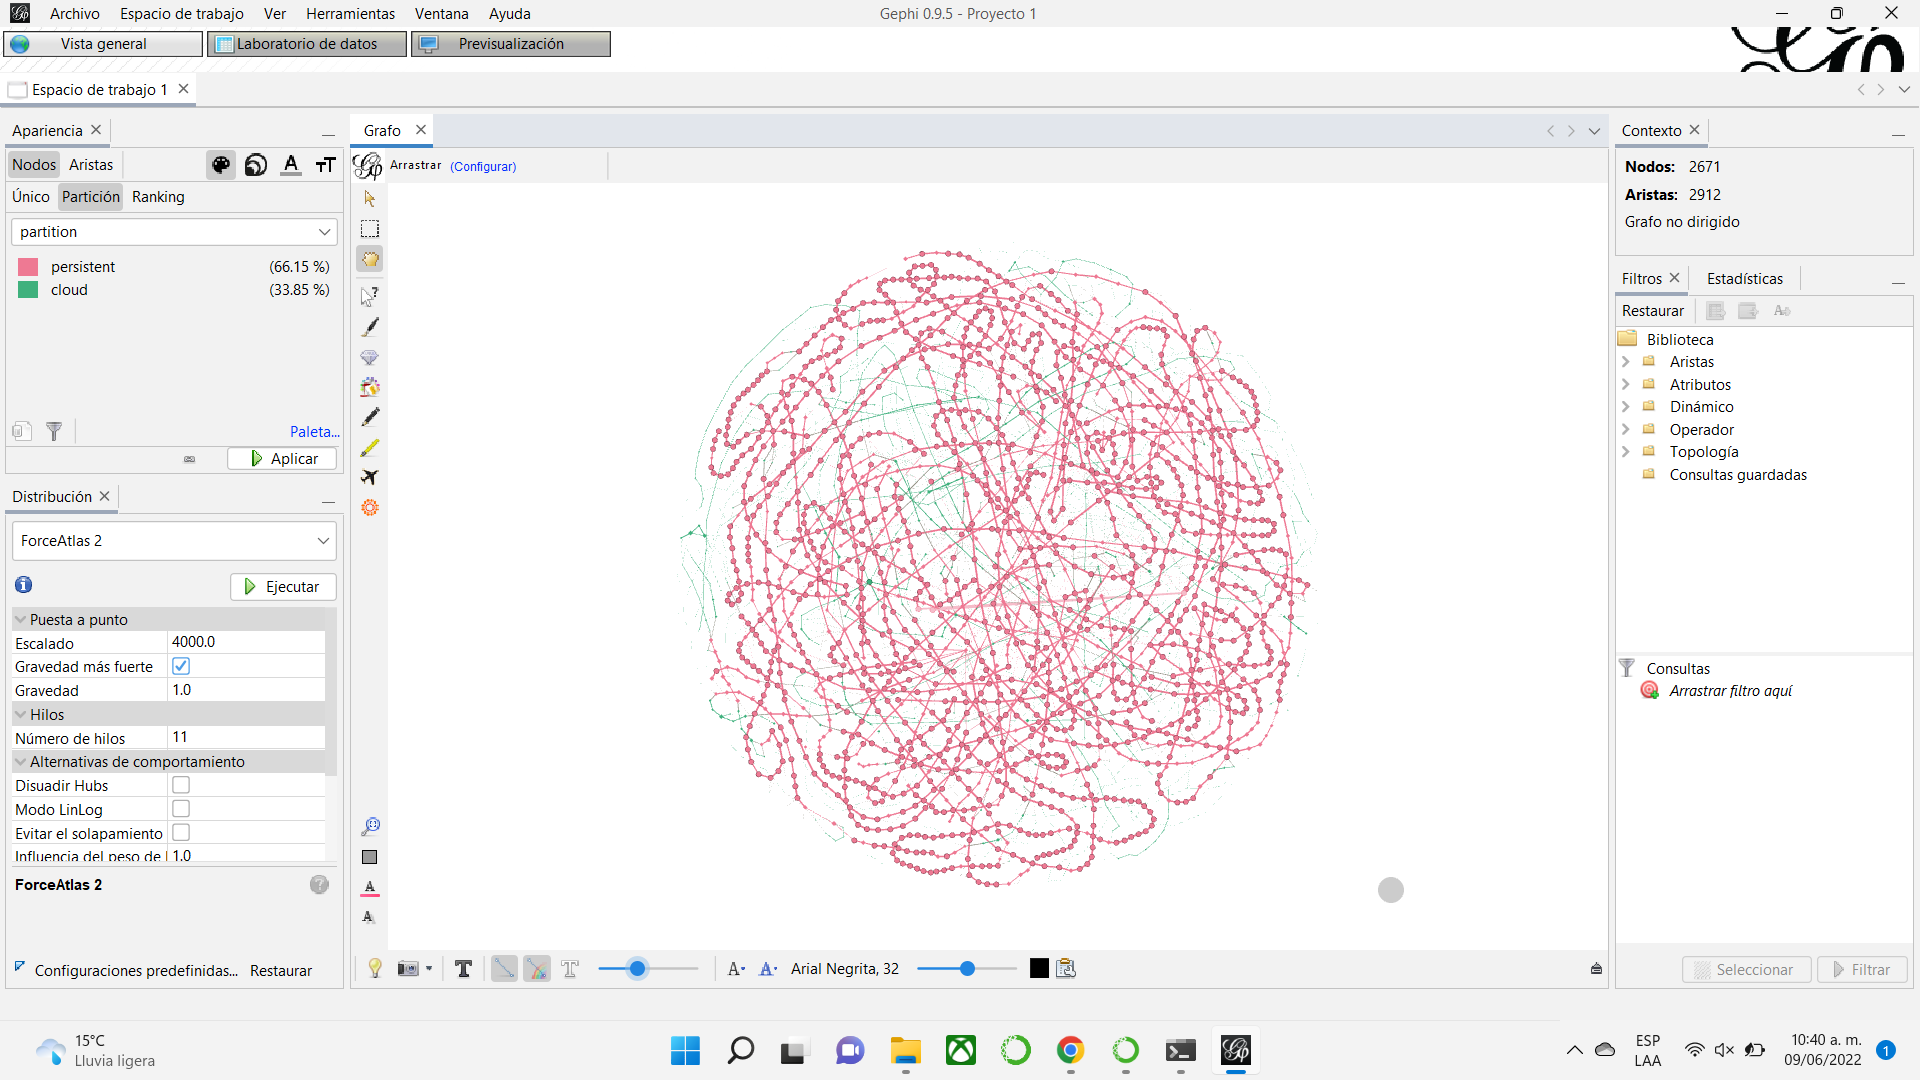 Archivo Espacio de trabajo Ver Herramientas Ventana Ayuda
Gephi 0.9.5 - Proyecto 1
Vista general
Laboratorio de datos
Previsualización
Espacio de trabajo 1
Apariencia
Nodos Aristas
Único Partición Ranking
partition
persistent (66.15 %)
cloud (33.85 %)
Paleta...
Aplicar
Distribución
ForceAtlas 2
Ejecutar
Puesta a punto
Escalado 4000.0
Gravedad más fuerte
Gravedad 1.0
Hilos
Número de hilos 11
Alternativas de comportamiento
Disuadir Hubs
Modo LinLog
Evitar el solapamiento
Influencia del peso de 1.0
ForceAtlas 2
Configuraciones predefinidas... Restaurar
Grafo
Arrastrar (Configurar)
Arial Negrita, 32
Contexto
Nodos: 2671
Aristas: 2912
Grafo no dirigido
Filtros Estadísticas
Restaurar
Biblioteca
Aristas
Atributos
Dinámico
Operador
Topología
Consultas guardadas
Consultas
Arrastrar filtro aquí
Seleccionar Filtrar
15°C
Lluvia ligera
ESP
LAA
10:40 a. m.
09/06/2022
1